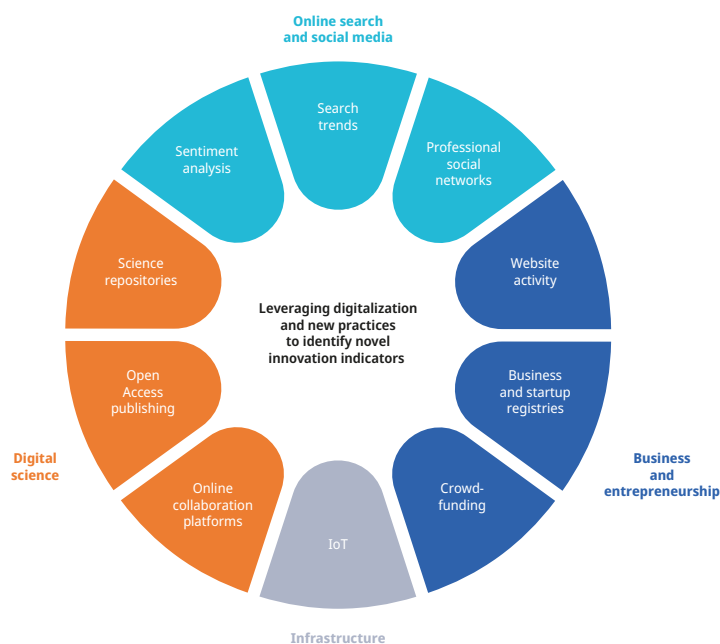 Online search
and social media
Search
trends
Professional
social
networks
Sentiment
analysis
Website
activity
Science
repositories
Leveraging digitalization
and new practices
to identify novel
innovation indicators
Business
and startup
registries
Open
Access
publishing
Digital
science
Business
and
entrepreneurship
Online
collaboration
platforms
Crowd-
funding
IoT
Infrastructure